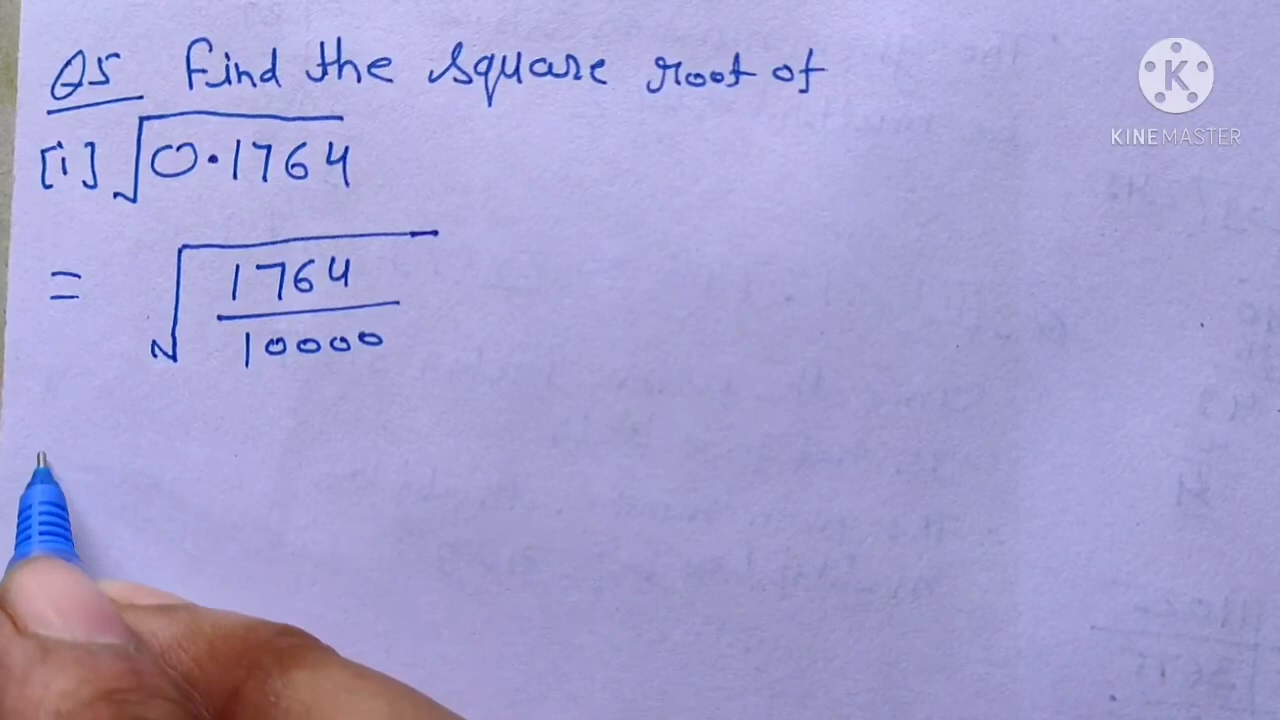 Q5 Find the square root of
[i] √0.1764
= √1764/10000
K
KINEMASTER